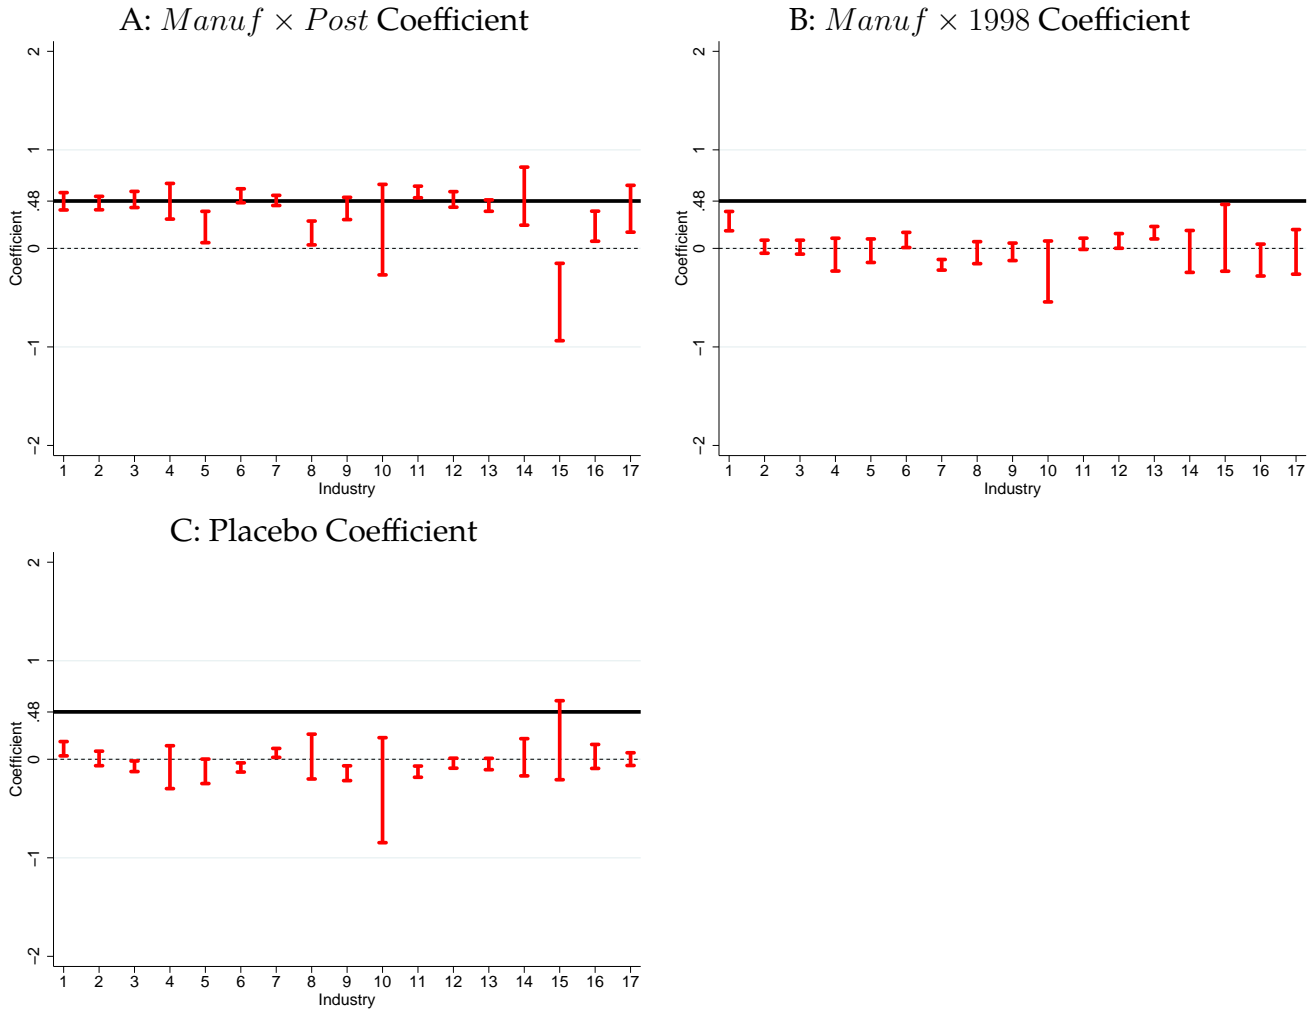 A: Manuf × Post Coefficient
2
1
.48
0
−1
−2
Coefficient
1 2 3 4 5 6 7 8 9 10 11 12 13 14 15 16 17
Industry
B: Manuf × 1998 Coefficient
2
1
.48
0
−1
−2
Coefficient
1 2 3 4 5 6 7 8 9 10 11 12 13 14 15 16 17
Industry
C: Placebo Coefficient
2
1
.48
0
−1
−2
Coefficient
1 2 3 4 5 6 7 8 9 10 11 12 13 14 15 16 17
Industry